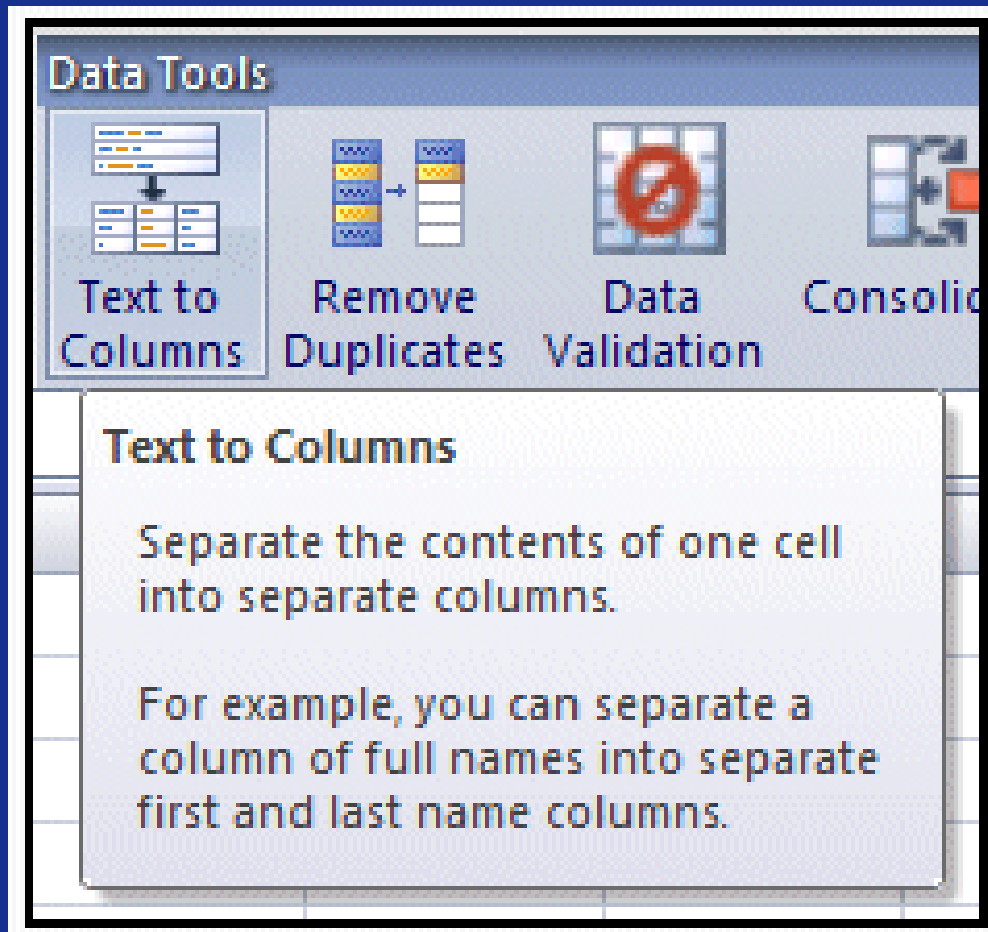 Data Tools
Text to Columns
Remove Duplicates
Data Validation
Text to Columns
Separate the contents of one cell
into separate columns.
For example, you can separate a
column of full names into separate
first and last name columns.